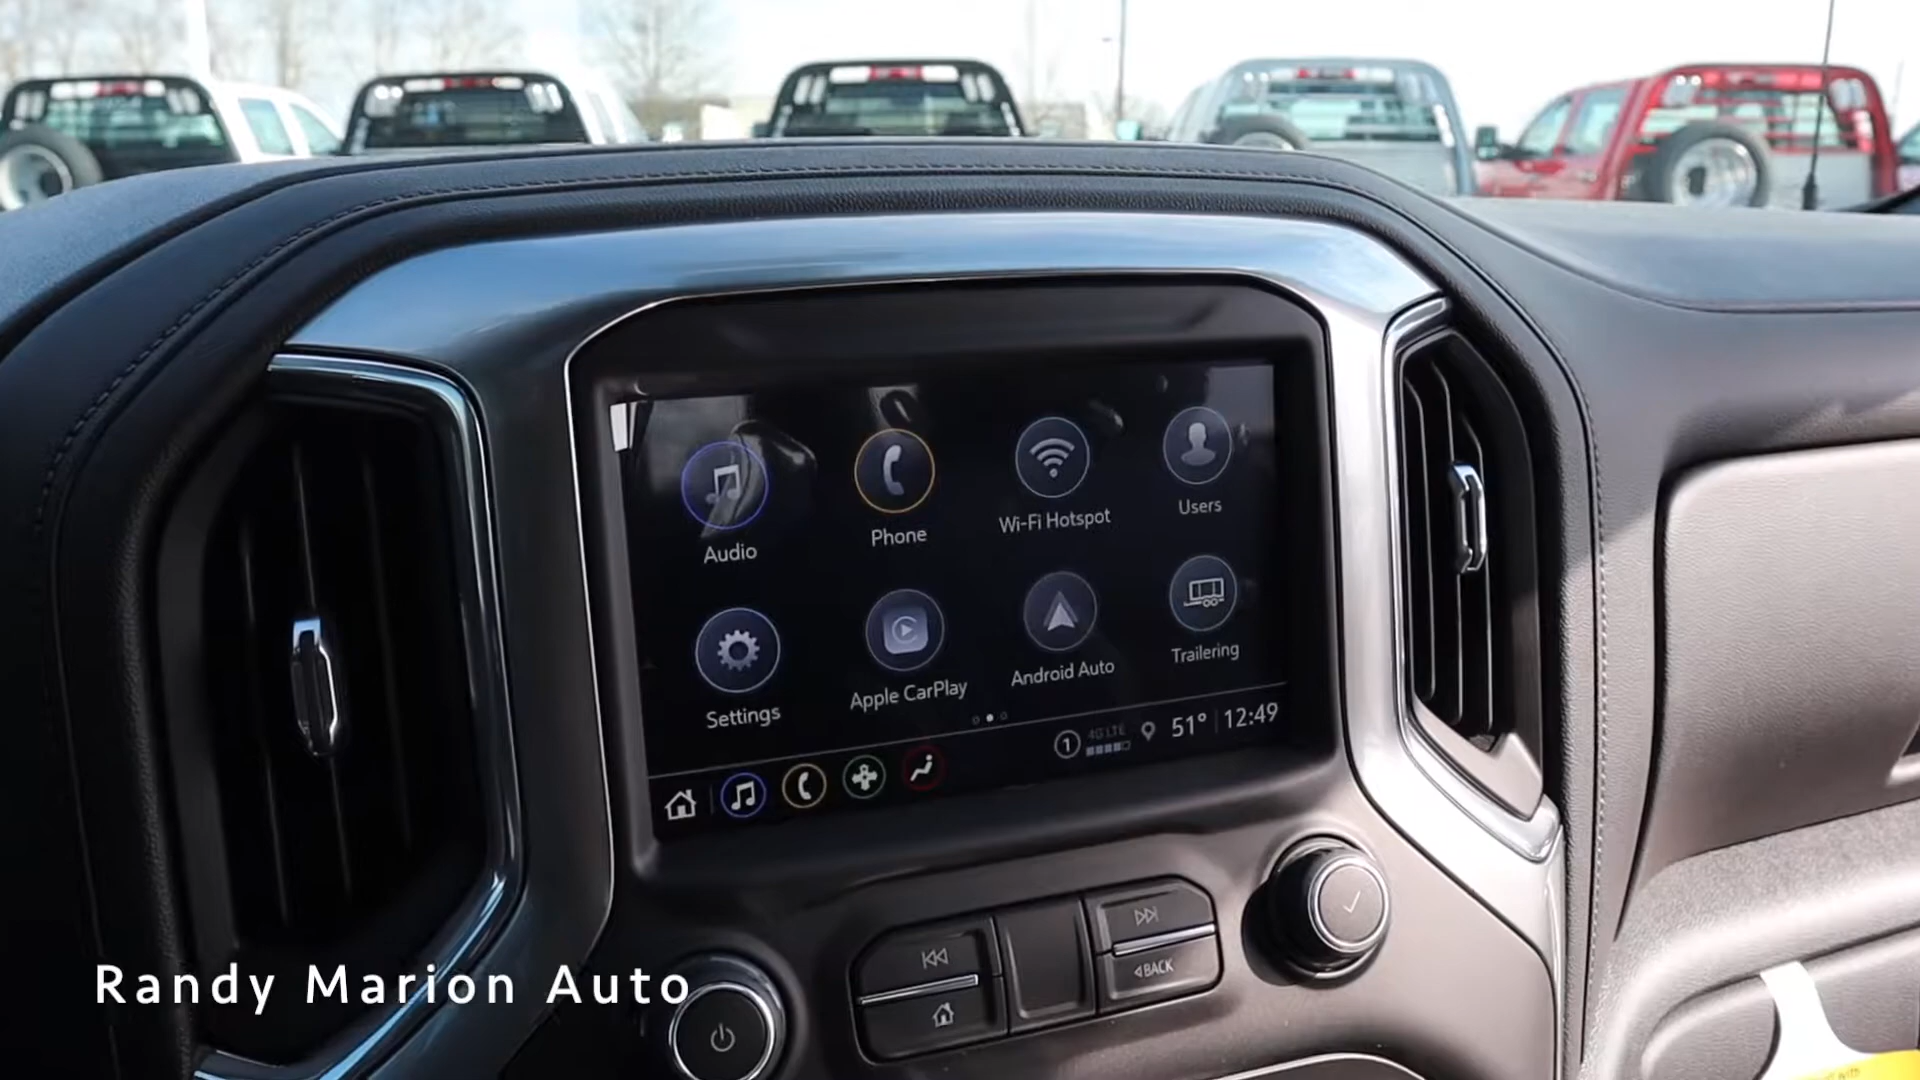 Audio
Phone
Wi-Fi Hotspot
Users
Settings
Apple CarPlay
Android Auto
Trailering
1
4G LTE
51° 12:49
BACK
Randy Marion Auto